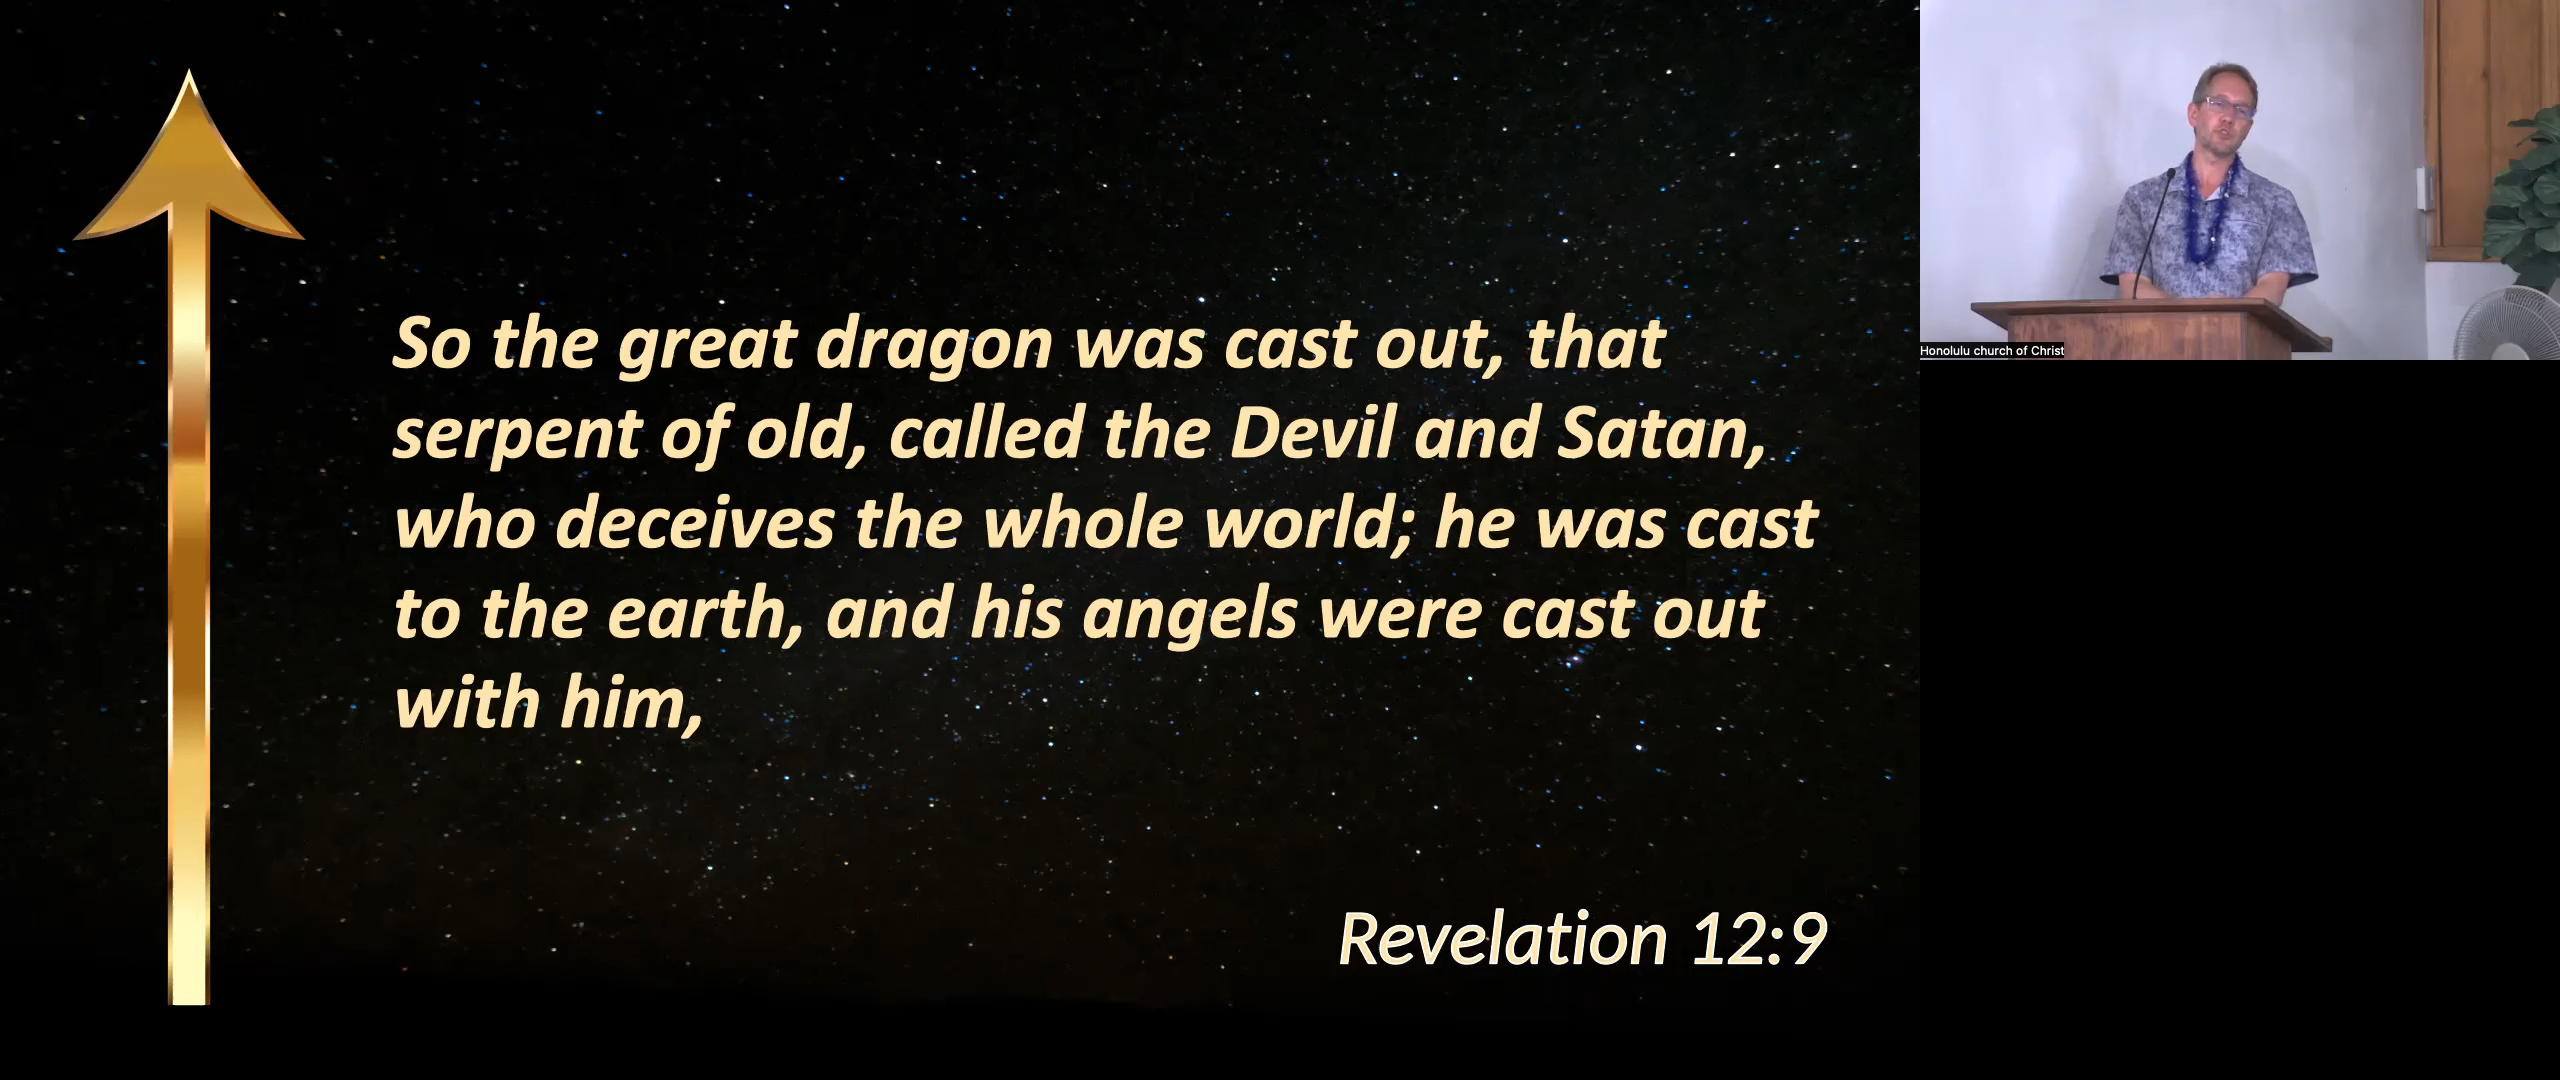 So the great dragon was cast out, that
serpent of old, called the Devil and Satan,
who deceives the whole world; he was cast
to the earth, and his angels were cast out
with him,
Revelation 12:9
Honolulu church of Christ